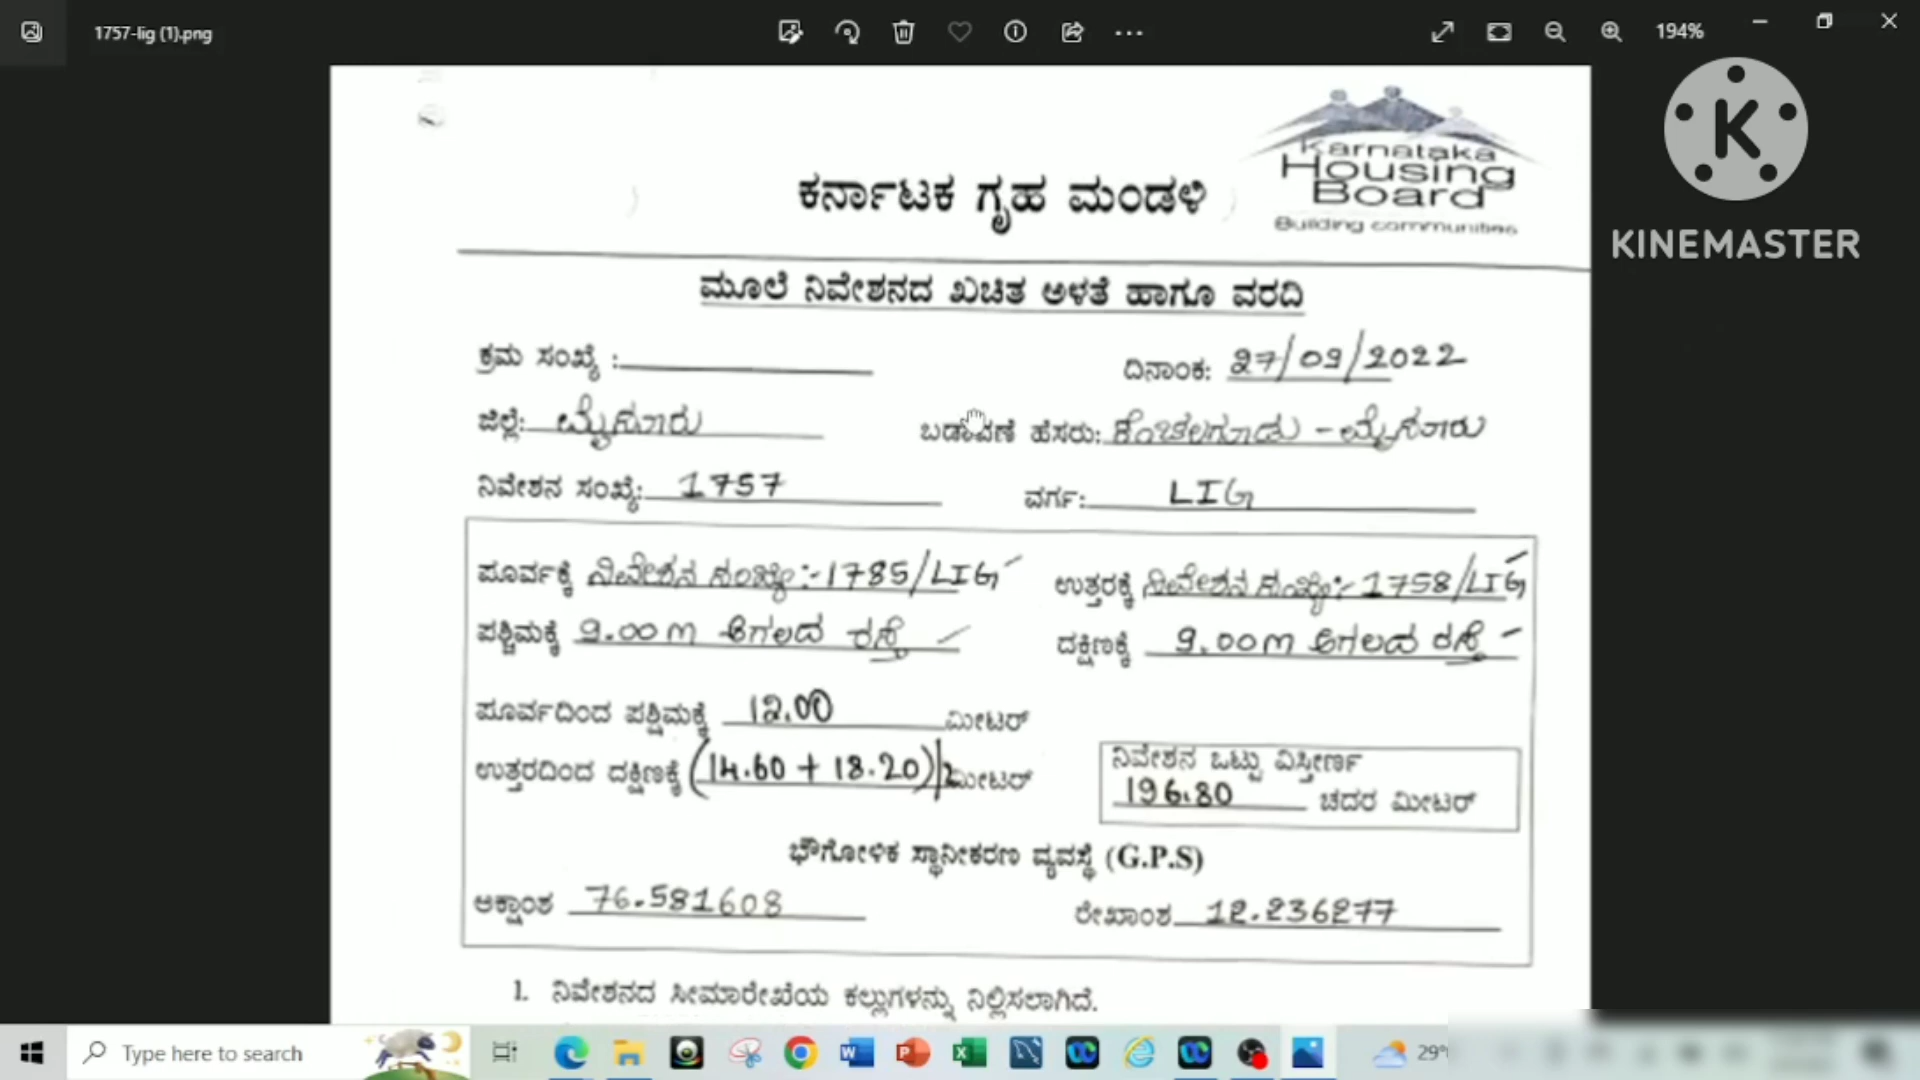 1757-lig (1).png
194%
KINEMASTER
Karnataka
Housing
Board
Building communities
ಕರ್ನಾಟಕ ಗೃಹ ಮಂಡಳಿ
ಮೂಲೆ ನಿವೇಶನದ ಖಚಿತ ಅಳತೆ ಹಾಗೂ ವರದಿ
ಕ್ರಮ ಸಂಖ್ಯೆ : ದಿನಾಂಕ: 27/09/2022
ಜಿಲ್ಲೆ: ಮೈಸೂರು ಬಡಾವಣೆ ಹೆಸರು: ಕೆಂಚಲಗೂಡು - ಮೈಸೂರು
ನಿವೇಶನ ಸಂಖ್ಯೆ: 1757 ವರ್ಗ: LIG
ಪೂರ್ವಕ್ಕೆ ನಿವೇಶನ ಸಂಖ್ಯೆ:- 1785/LIG ಉತ್ತರಕ್ಕೆ ನಿವೇಶನ ಸಂಖ್ಯೆ:- 1758/LIG
ಪಶ್ಚಿಮಕ್ಕೆ 9.00m ಅಗಲದ ರಸ್ತೆ ದಕ್ಷಿಣಕ್ಕೆ 9.00m ಅಗಲದ ರಸ್ತೆ
ಪೂರ್ವದಿಂದ ಪಶ್ಚಿಮಕ್ಕೆ 12.00 ಮೀಟರ್
ಉತ್ತರದಿಂದ ದಕ್ಷಿಣಕ್ಕೆ (14.60 + 18.20)/2 ಮೀಟರ್
ನಿವೇಶನ ಒಟ್ಟು ವಿಸ್ತೀರ್ಣ
196.80 ಚದರ ಮೀಟರ್
ಭೌಗೋಳಿಕ ಸ್ಥಾನೀಕರಣ ವ್ಯವಸ್ಥೆ (G.P.S)
ಅಕ್ಷಾಂಶ 76.581608 ರೇಖಾಂಶ 12.236277
1. ನಿವೇಶನದ ಸೀಮಾರೇಖೆಯ ಕಲ್ಲುಗಳನ್ನು ನಿಲ್ಲಿಸಲಾಗಿದೆ.
Type here to search